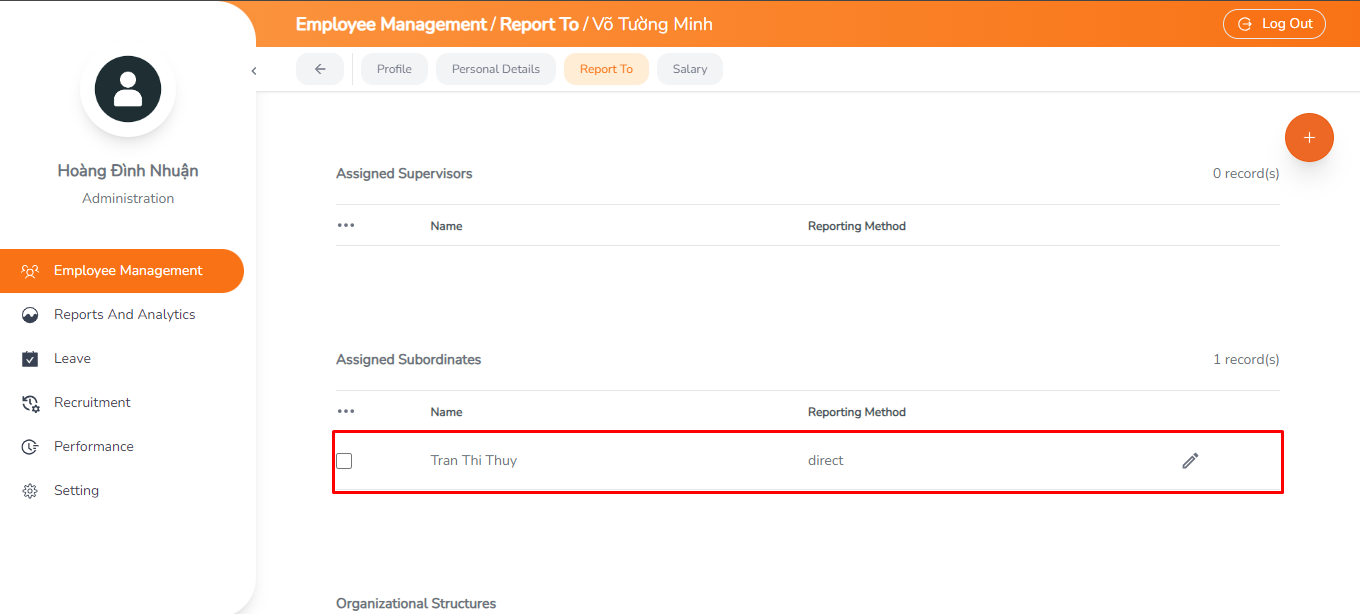 Employee Management / Report To / Võ Tường Minh
Log Out
Profile
Personal Details
Report To
Salary
Hoàng Đình Nhuận
Administration
Employee Management
Reports And Analytics
Leave
Recruitment
Performance
Setting
Assigned Supervisors 0 record(s)
Name Reporting Method
Assigned Subordinates 1 record(s)
Name Reporting Method
Tran Thi Thuy direct
Organizational Structures